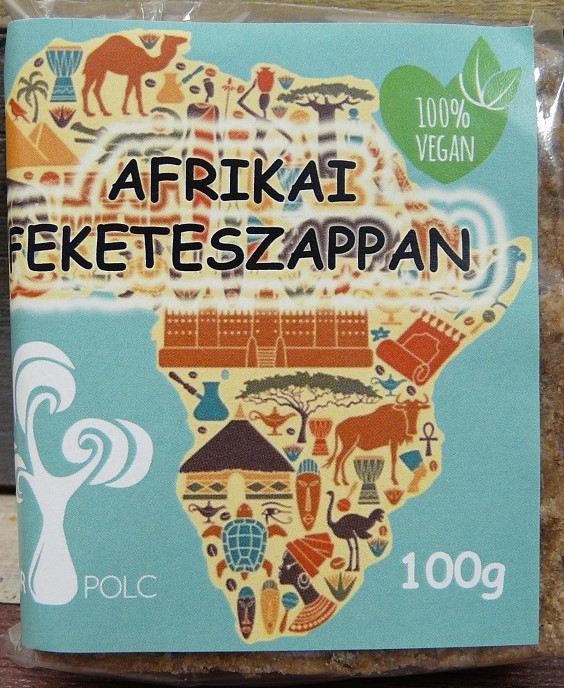 100%
VEGAN
AFRIKAI
FEKETESZAPPAN
POLC
100g